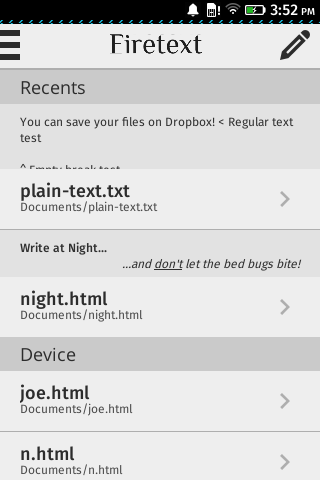 3:52 PM
Firetext
Recents
You can save your files on Dropbox! < Regular text
test
^ Empty break test
plain-text.txt
Documents/plain-text.txt
Write at Night...
...and don't let the bed bugs bite!
night.html
Documents/night.html
Device
joe.html
Documents/joe.html
n.html
Documents/n.html